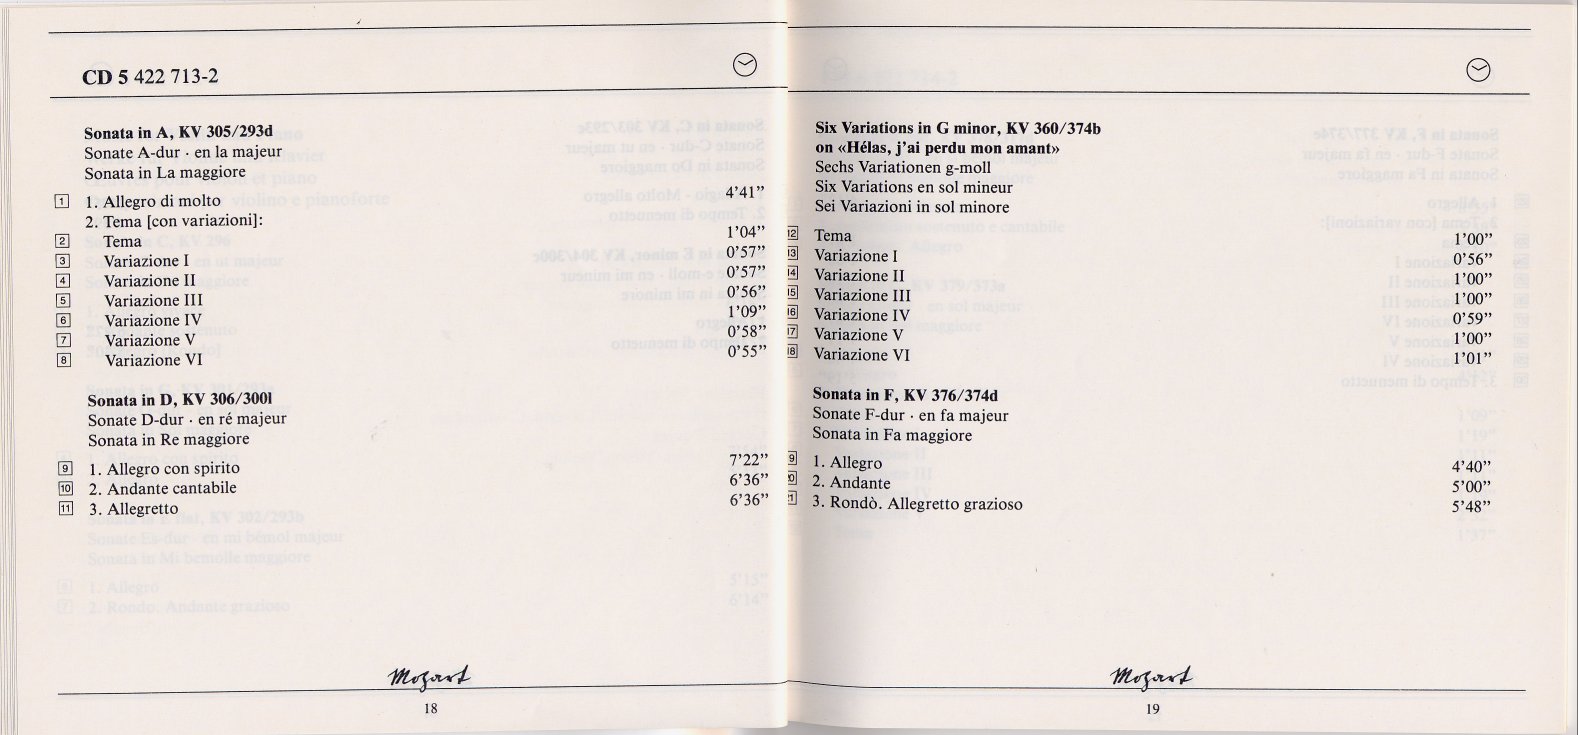 CD 5 422 713-2
Sonata in A, KV 305/293d
Sonate A-dur · en la majeur
Sonata in La maggiore
1 1. Allegro di molto 4’41”
2. Tema [con variazioni]:
2 Tema 1’04”
3 Variazione I 0’57”
4 Variazione II 0’57”
5 Variazione III 0’56”
6 Variazione IV 1’09”
7 Variazione V 0’58”
8 Variazione VI 0’55”
Sonata in D, KV 306/300l
Sonate D-dur · en ré majeur
Sonata in Re maggiore
9 1. Allegro con spirito 7’22”
10 2. Andante cantabile 6’36”
11 3. Allegretto 6’36”
Mozart
18
Six Variations in G minor, KV 360/374b
on «Hélas, j’ai perdu mon amant»
Sechs Variationen g-moll
Six Variations en sol mineur
Sei Variazioni in sol minore
12 Tema 1’00”
13 Variazione I 0’56”
14 Variazione II 1’00”
15 Variazione III 1’00”
16 Variazione IV 0’59”
17 Variazione V 1’00”
18 Variazione VI 1’01”
Sonata in F, KV 376/374d
Sonate F-dur · en fa majeur
Sonata in Fa maggiore
9 1. Allegro 4’40”
0 2. Andante 5’00”
1 3. Rondò. Allegretto grazioso 5’48”
Mozart
19